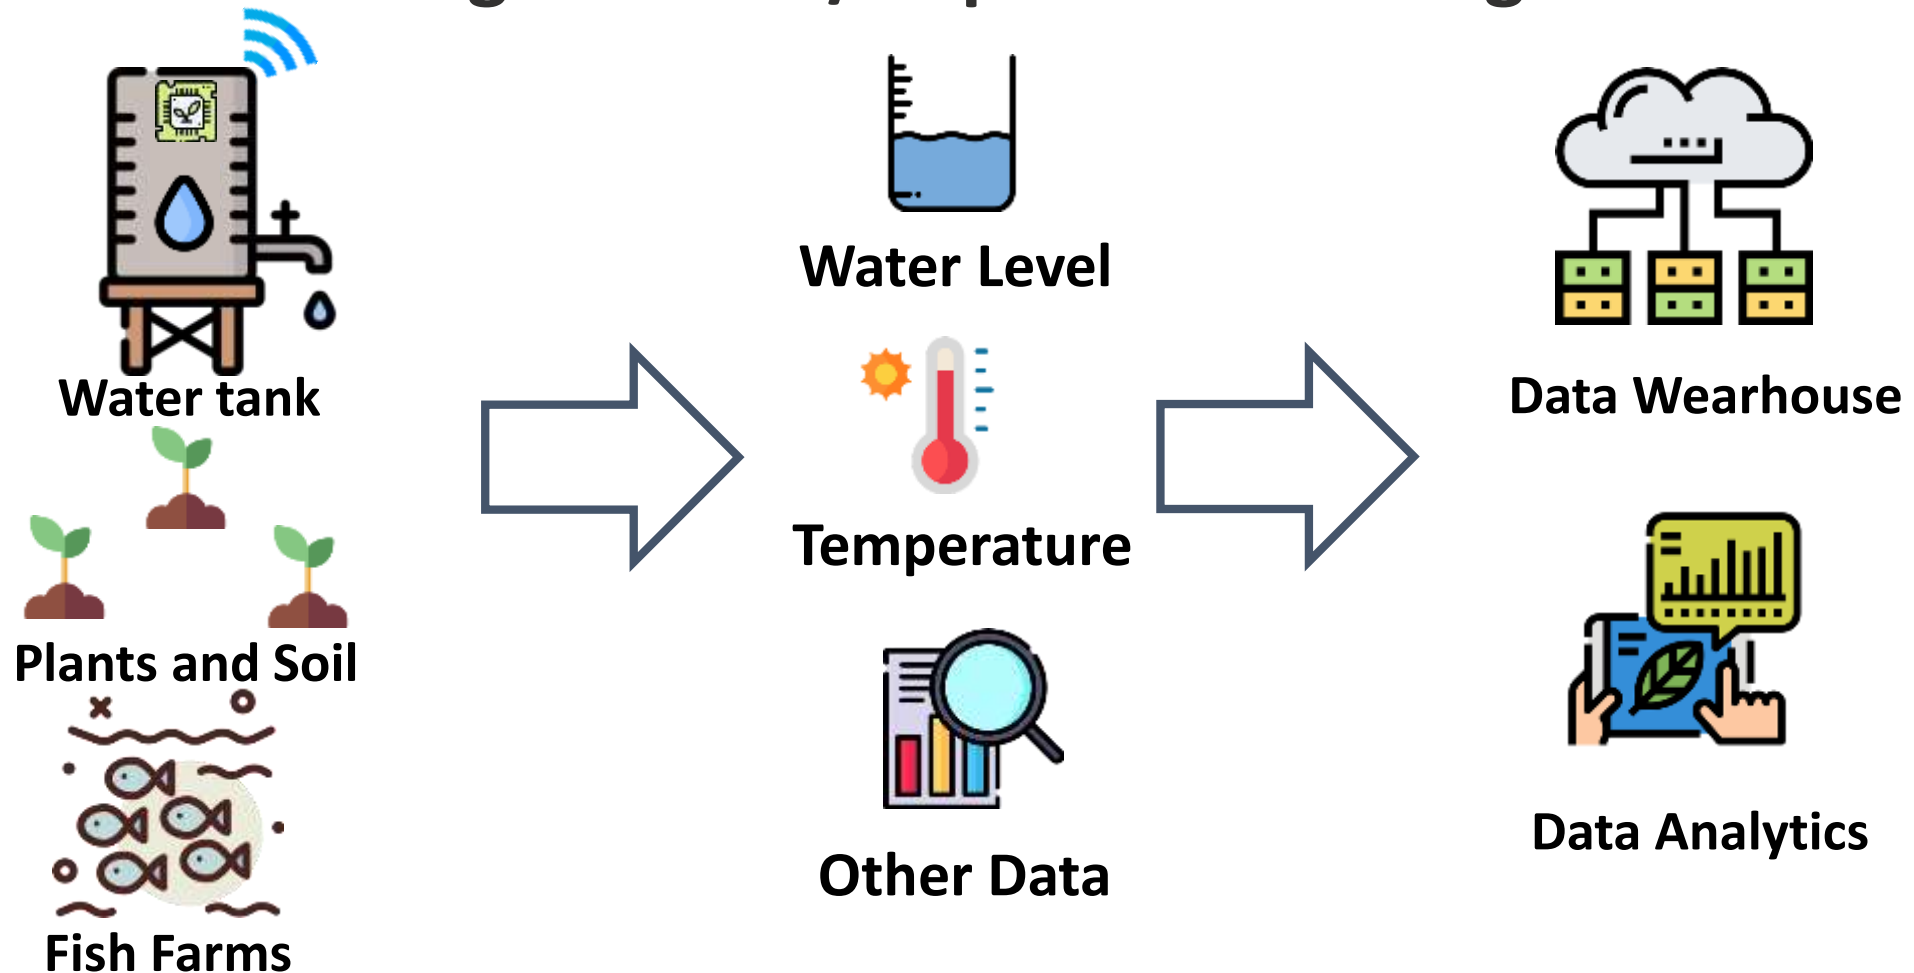 Water tank
Plants and Soil
Fish Farms
Water Level
Temperature
Other Data
Data Wearhouse
Data Analytics